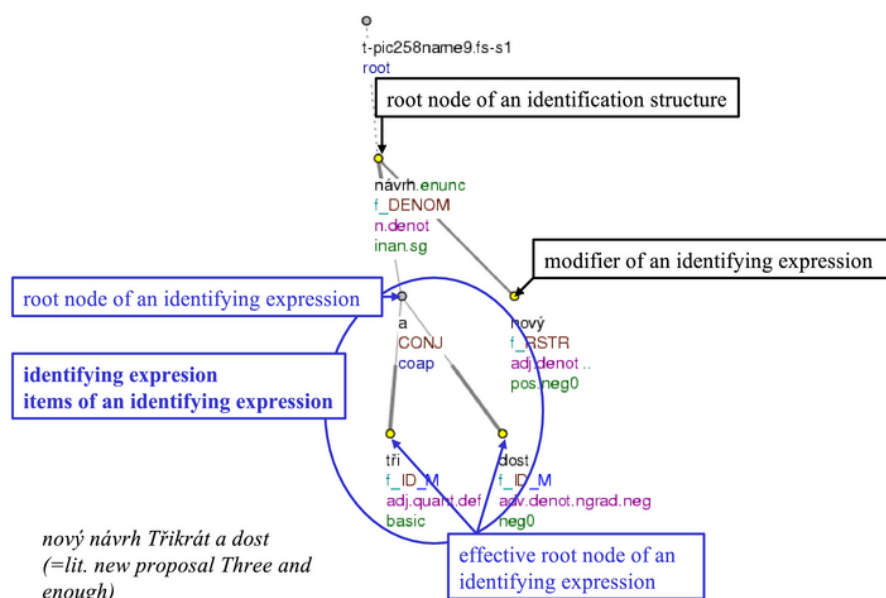 t-pic258name9.fs-s1
root
root node of an identification structure
návrh.enunc
f_DENOM
n.denot
inan.sg
modifier of an identifying expression
root node of an identifying expression
a
CONJ
coap
nový
f_RSTR
adj.denot ..
pos.neg0
identifying expresion
items of an identifying expression
tři
f_ID_M
adj.quant.def
basic
dost
f_ID_M
adv.denot.ngrad.neg
neg0
nový návrh Třikrát a dost
(=lit. new proposal Three and
enough)
effective root node of an
identifying expression